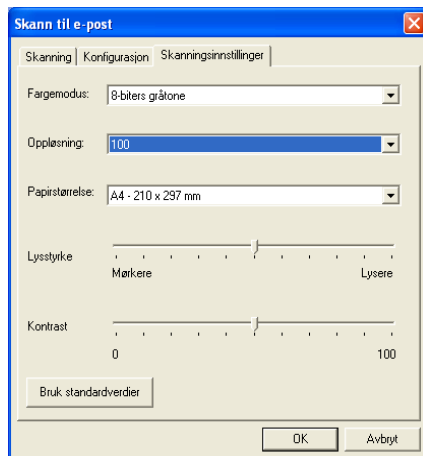 Skann til e-post
Skanning Konfigurasjon Skanningsinnstillinger
Fargemodus: 8-biters gråtone
Oppløsning: 100
Papirstørrelse: A4 - 210 x 297 mm
Lysstyrke
Mørkere Lysere
Kontrast
0 100
Bruk standardverdier
OK Avbryt